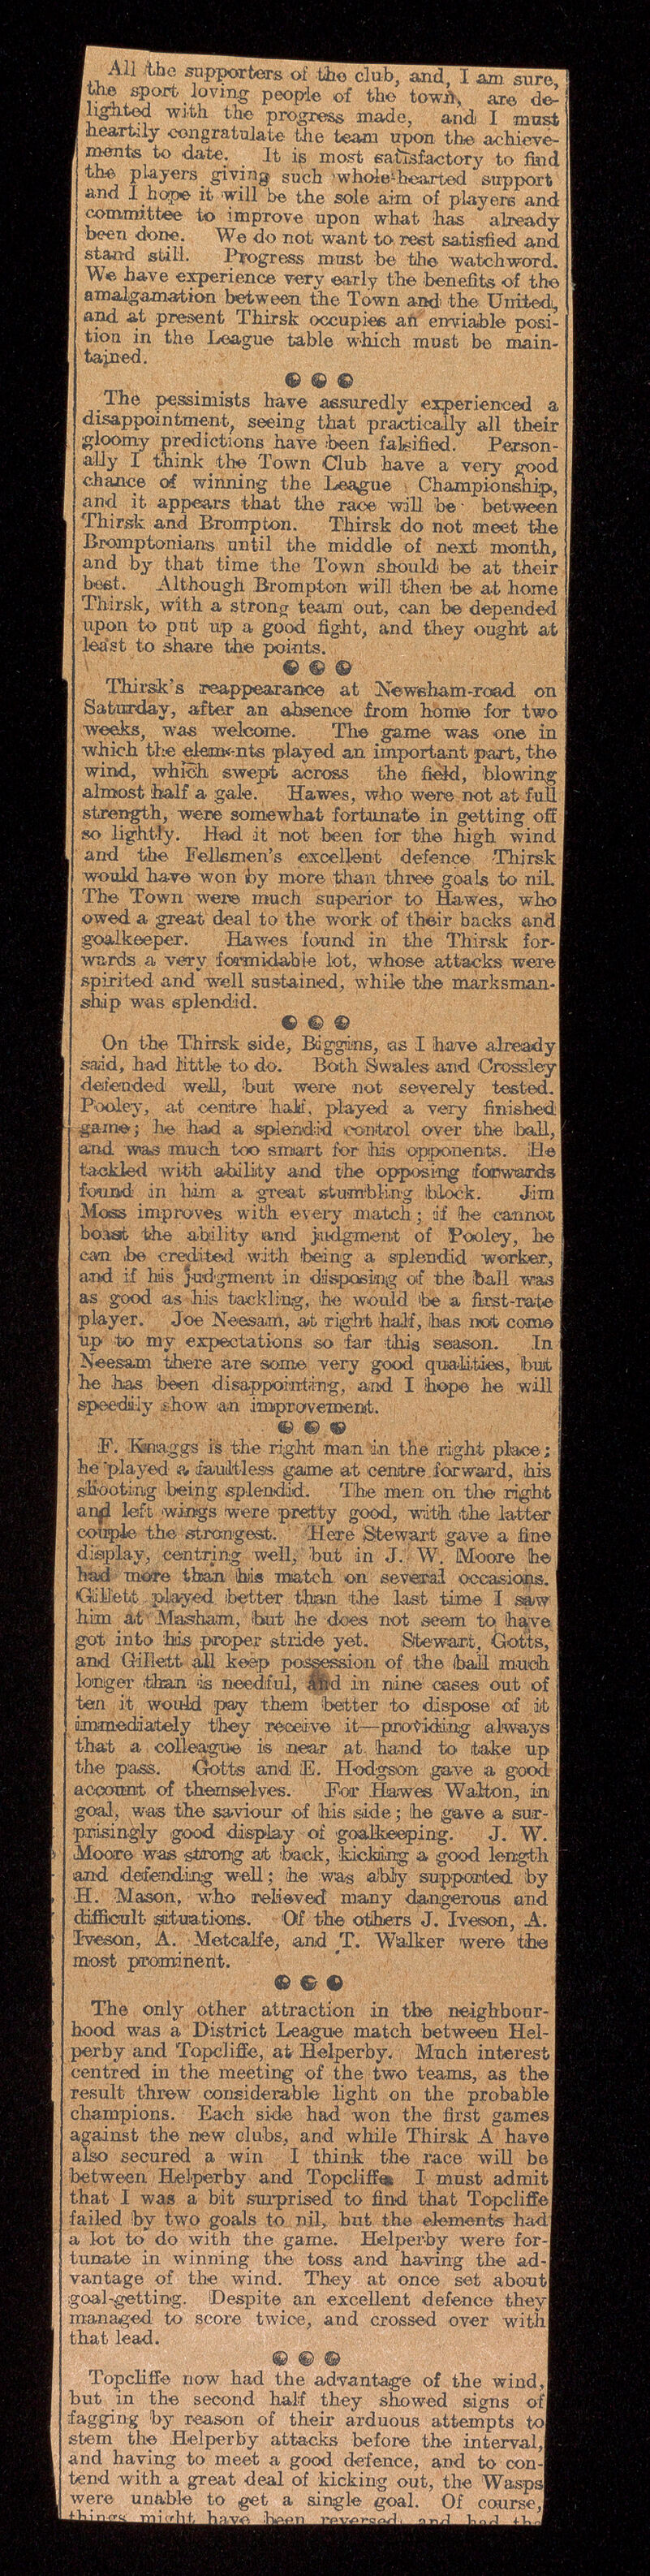 All the supporters of the club, and, I am sure,
the sport loving people of the town, are de-
lighted with the progress made, and I must
heartily congratulate the team upon the achieve-
ments to date. It is most satisfactory to find
the players giving such whole-hearted support
and I hope it will be the sole aim of players and
committee to improve upon what has already
been done. We do not want to rest satisfied and
stand still. Progress must be the watchword.
We have experience very early the benefits of the
amalgamation between the Town and the United,
and at present Thirsk occupies an enviable posi-
tion in the League table which must be main-
tained.
The pessimists have assuredly experienced a
disappointment, seeing that practically all their
gloomy predictions have been falsified. Person-
ally I think the Town Club have a very good
chance of winning the League Championship,
and it appears that the race will be between
Thirsk and Brompton. Thirsk do not meet the
Bromptonians until the middle of next month,
and by that time the Town should be at their
best. Although Brompton will then be at home
Thirsk, with a strong team out, can be depended
upon to put up a good fight, and they ought at
least to share the points.
Thirsk's reappearance at Newsham-road on
Saturday, after an absence from home for two
weeks, was welcome. The game was one in
which the elements played an important part, the
wind, which swept across the field, blowing
almost half a gale. Hawes, who were not at full
strength, were somewhat fortunate in getting off
so lightly. Had it not been for the high wind
and the Fellsmen's excellent defence Thirsk
would have won by more than three goals to nil.
The Town were much superior to Hawes, who
owed a great deal to the work of their backs and
goalkeeper. Hawes found in the Thirsk for-
wards a very formidable lot, whose attacks were
spirited and well sustained, while the marksman-
ship was splendid.
On the Thirsk side, Biggins, as I have already
said, had little to do. Both Swales and Crossley
defended well, but were not severely tested.
Pooley, at centre half, played a very finished
game; he had a splendid control over the ball,
and was much too smart for his opponents. He
tackled with ability and the opposing forwards
found in him a great stumbling block. Jim
Moss improves with every match; if he cannot
boast the ability and judgment of Pooley, he
can be credited with being a splendid worker,
and if his judgment in disposing of the ball was
as good as his tackling, he would be a first-rate
player. Joe Neesam, at right half, has not come
up to my expectations so far this season. In
Neesam there are some very good qualities, but
he has been disappointing, and I hope he will
speedily show an improvement.
F. Knaggs is the right man in the right place;
he played a faultless game at centre forward, his
shooting being splendid. The men on the right
and left wings were pretty good, with the latter
couple the strongest. Here Stewart gave a fine
display, centring well, but in J. W. Moore he
had more than his match on several occasions.
Gillett played better than the last time I saw
him at Masham, but he does not seem to have
got into his proper stride yet. Stewart, Gotts,
and Gillett all keep possession of the ball much
longer than is needful, and in nine cases out of
ten it would pay them better to dispose of it
immediately they receive it—providing always
that a colleague is near at hand to take up
the pass. Gotts and E. Hodgson gave a good
account of themselves. For Hawes Walton, in
goal, was the saviour of his side; he gave a sur-
prisingly good display of goalkeeping. J. W.
Moore was strong at back, kicking a good length
and defending well; he was ably supported by
H. Mason, who relieved many dangerous and
difficult situations. Of the others J. Iveson, A.
Iveson, A. Metcalfe, and T. Walker were the
most prominent.
The only other attraction in the neighbour-
hood was a District League match between Hel-
perby and Topcliffe, at Helperby. Much interest
centred in the meeting of the two teams, as the
result threw considerable light on the probable
champions. Each side had won the first games
against the new clubs, and while Thirsk A have
also secured a win I think the race will be
between Helperby and Topcliffe I must admit
that I was a bit surprised to find that Topcliffe
failed by two goals to nil, but the elements had
a lot to do with the game. Helperby were for-
tunate in winning the toss and having the ad-
vantage of the wind. They at once set about
goal-getting. Despite an excellent defence they
managed to score twice, and crossed over with
that lead.
Topcliffe now had the advantage of the wind,
but in the second half they showed signs of
fagging by reason of their arduous attempts to
stem the Helperby attacks before the interval,
and having to meet a good defence, and to con-
tend with a great deal of kicking out, the Wasps
were unable to get a single goal. Of course,
things might have been reversed, and had the